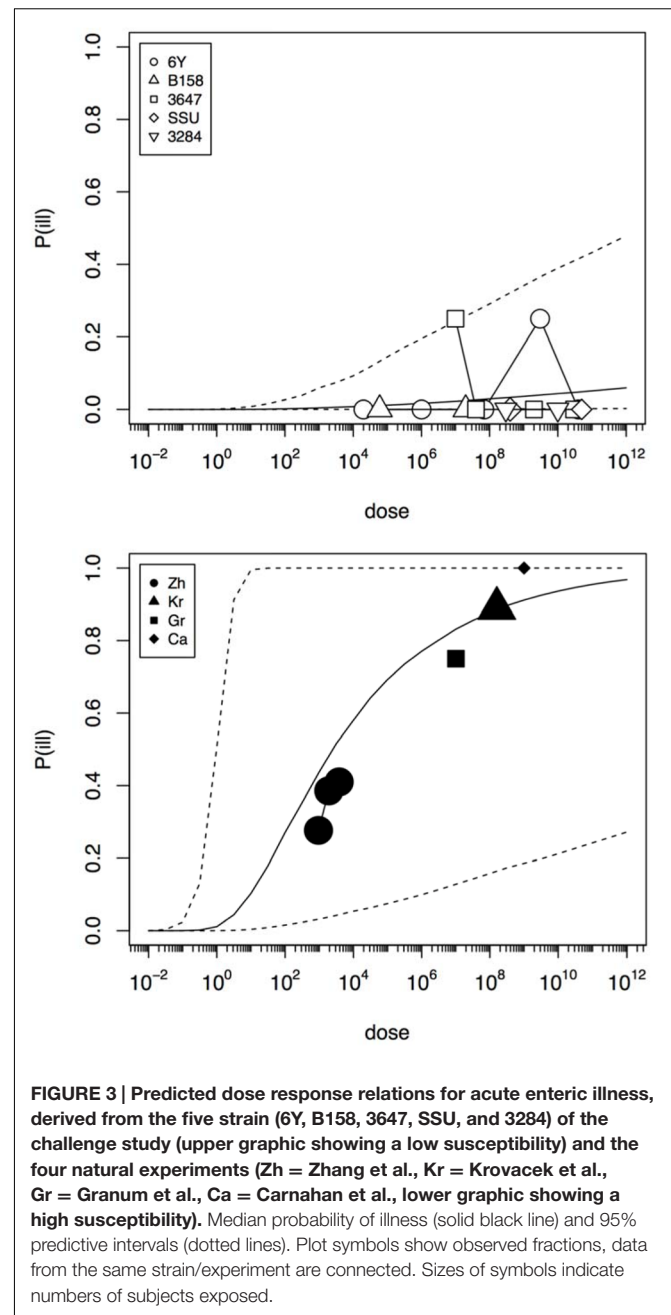 1.0
0.8
0.6
0.4
0.2
0.0
P(ill)
6Y
B158
3647
SSU
3284
10⁻² 10⁰ 10² 10⁴ 10⁶ 10⁸ 10¹⁰ 10¹²
dose
1.0
0.8
0.6
0.4
0.2
0.0
P(ill)
Zh
Kr
Gr
Ca
10⁻² 10⁰ 10² 10⁴ 10⁶ 10⁸ 10¹⁰ 10¹²
dose
FIGURE 3 | Predicted dose response relations for acute enteric illness,
derived from the five strain (6Y, B158, 3647, SSU, and 3284) of the
challenge study (upper graphic showing a low susceptibility) and the
four natural experiments (Zh = Zhang et al., Kr = Krovacek et al.,
Gr = Granum et al., Ca = Carnahan et al., lower graphic showing a
high susceptibility). Median probability of illness (solid black line) and 95%
predictive intervals (dotted lines). Plot symbols show observed fractions, data
from the same strain/experiment are connected. Sizes of symbols indicate
numbers of subjects exposed.